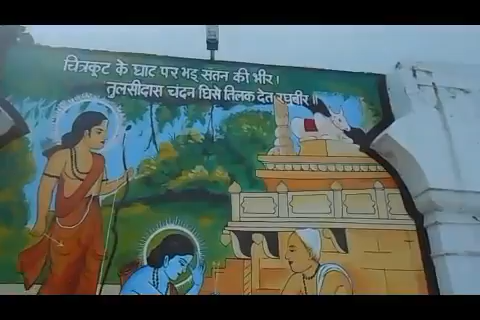 चित्रकूट के घाट पर भइ संतन की भीर।
तुलसीदास चंदन घिसे तिलक देत रघुबीर॥